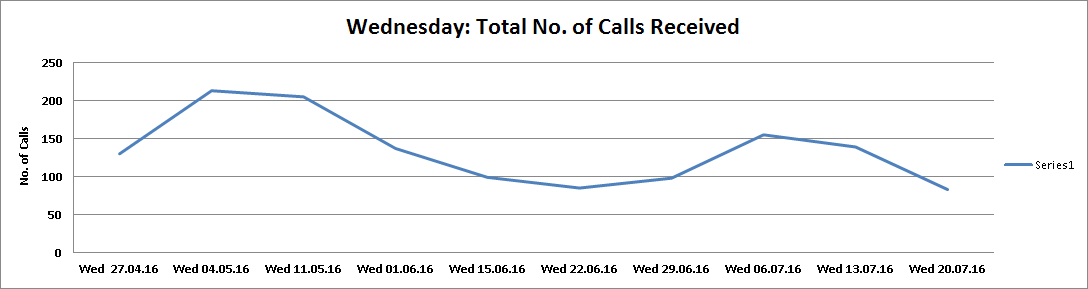 Wednesday: Total No. of Calls Received
250
200
150
100
50
0
No. of Calls
Series1
Wed 27.04.16 Wed 04.05.16 Wed 11.05.16 Wed 01.06.16 Wed 15.06.16 Wed 22.06.16 Wed 29.06.16 Wed 06.07.16 Wed 13.07.16 Wed 20.07.16